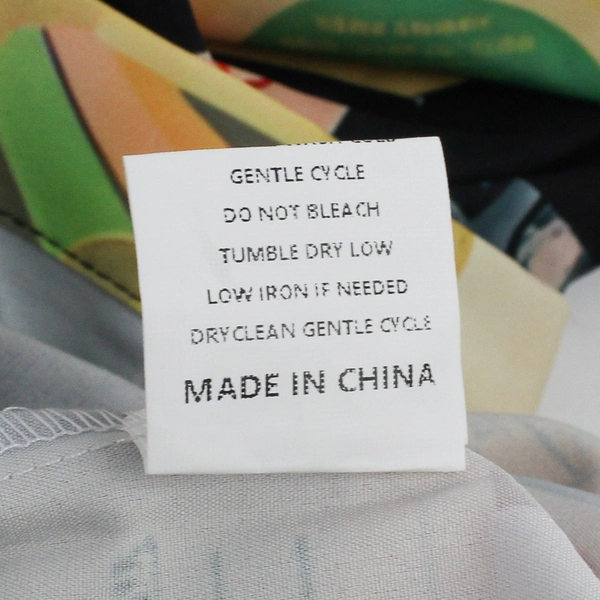 GENTLE CYCLE
DO NOT BLEACH
TUMBLE DRY LOW
LOW IRON IF NEEDED
DRYCLEAN GENTLE CYCLE
MADE IN CHINA